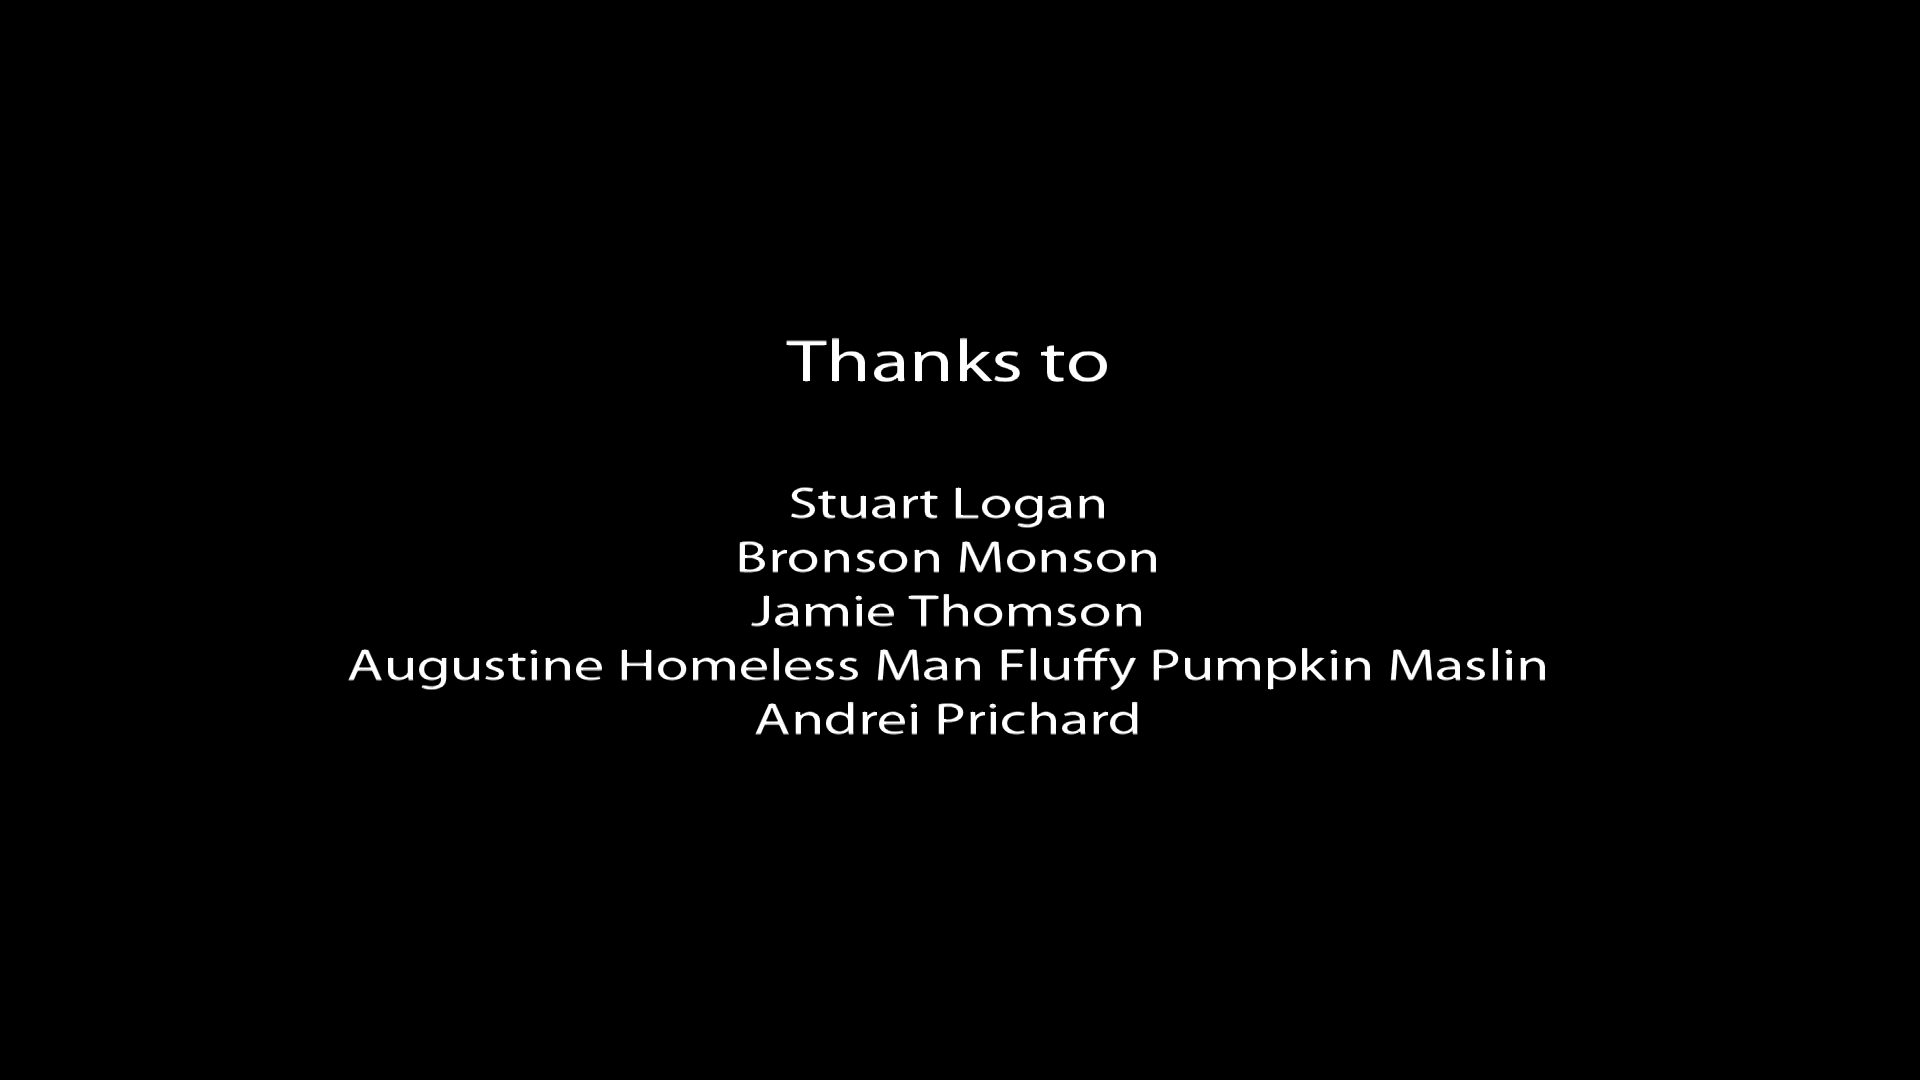 Thanks to
Stuart Logan
Bronson Monson
Jamie Thomson
Augustine Homeless Man Fluffy Pumpkin Maslin
Andrei Prichard